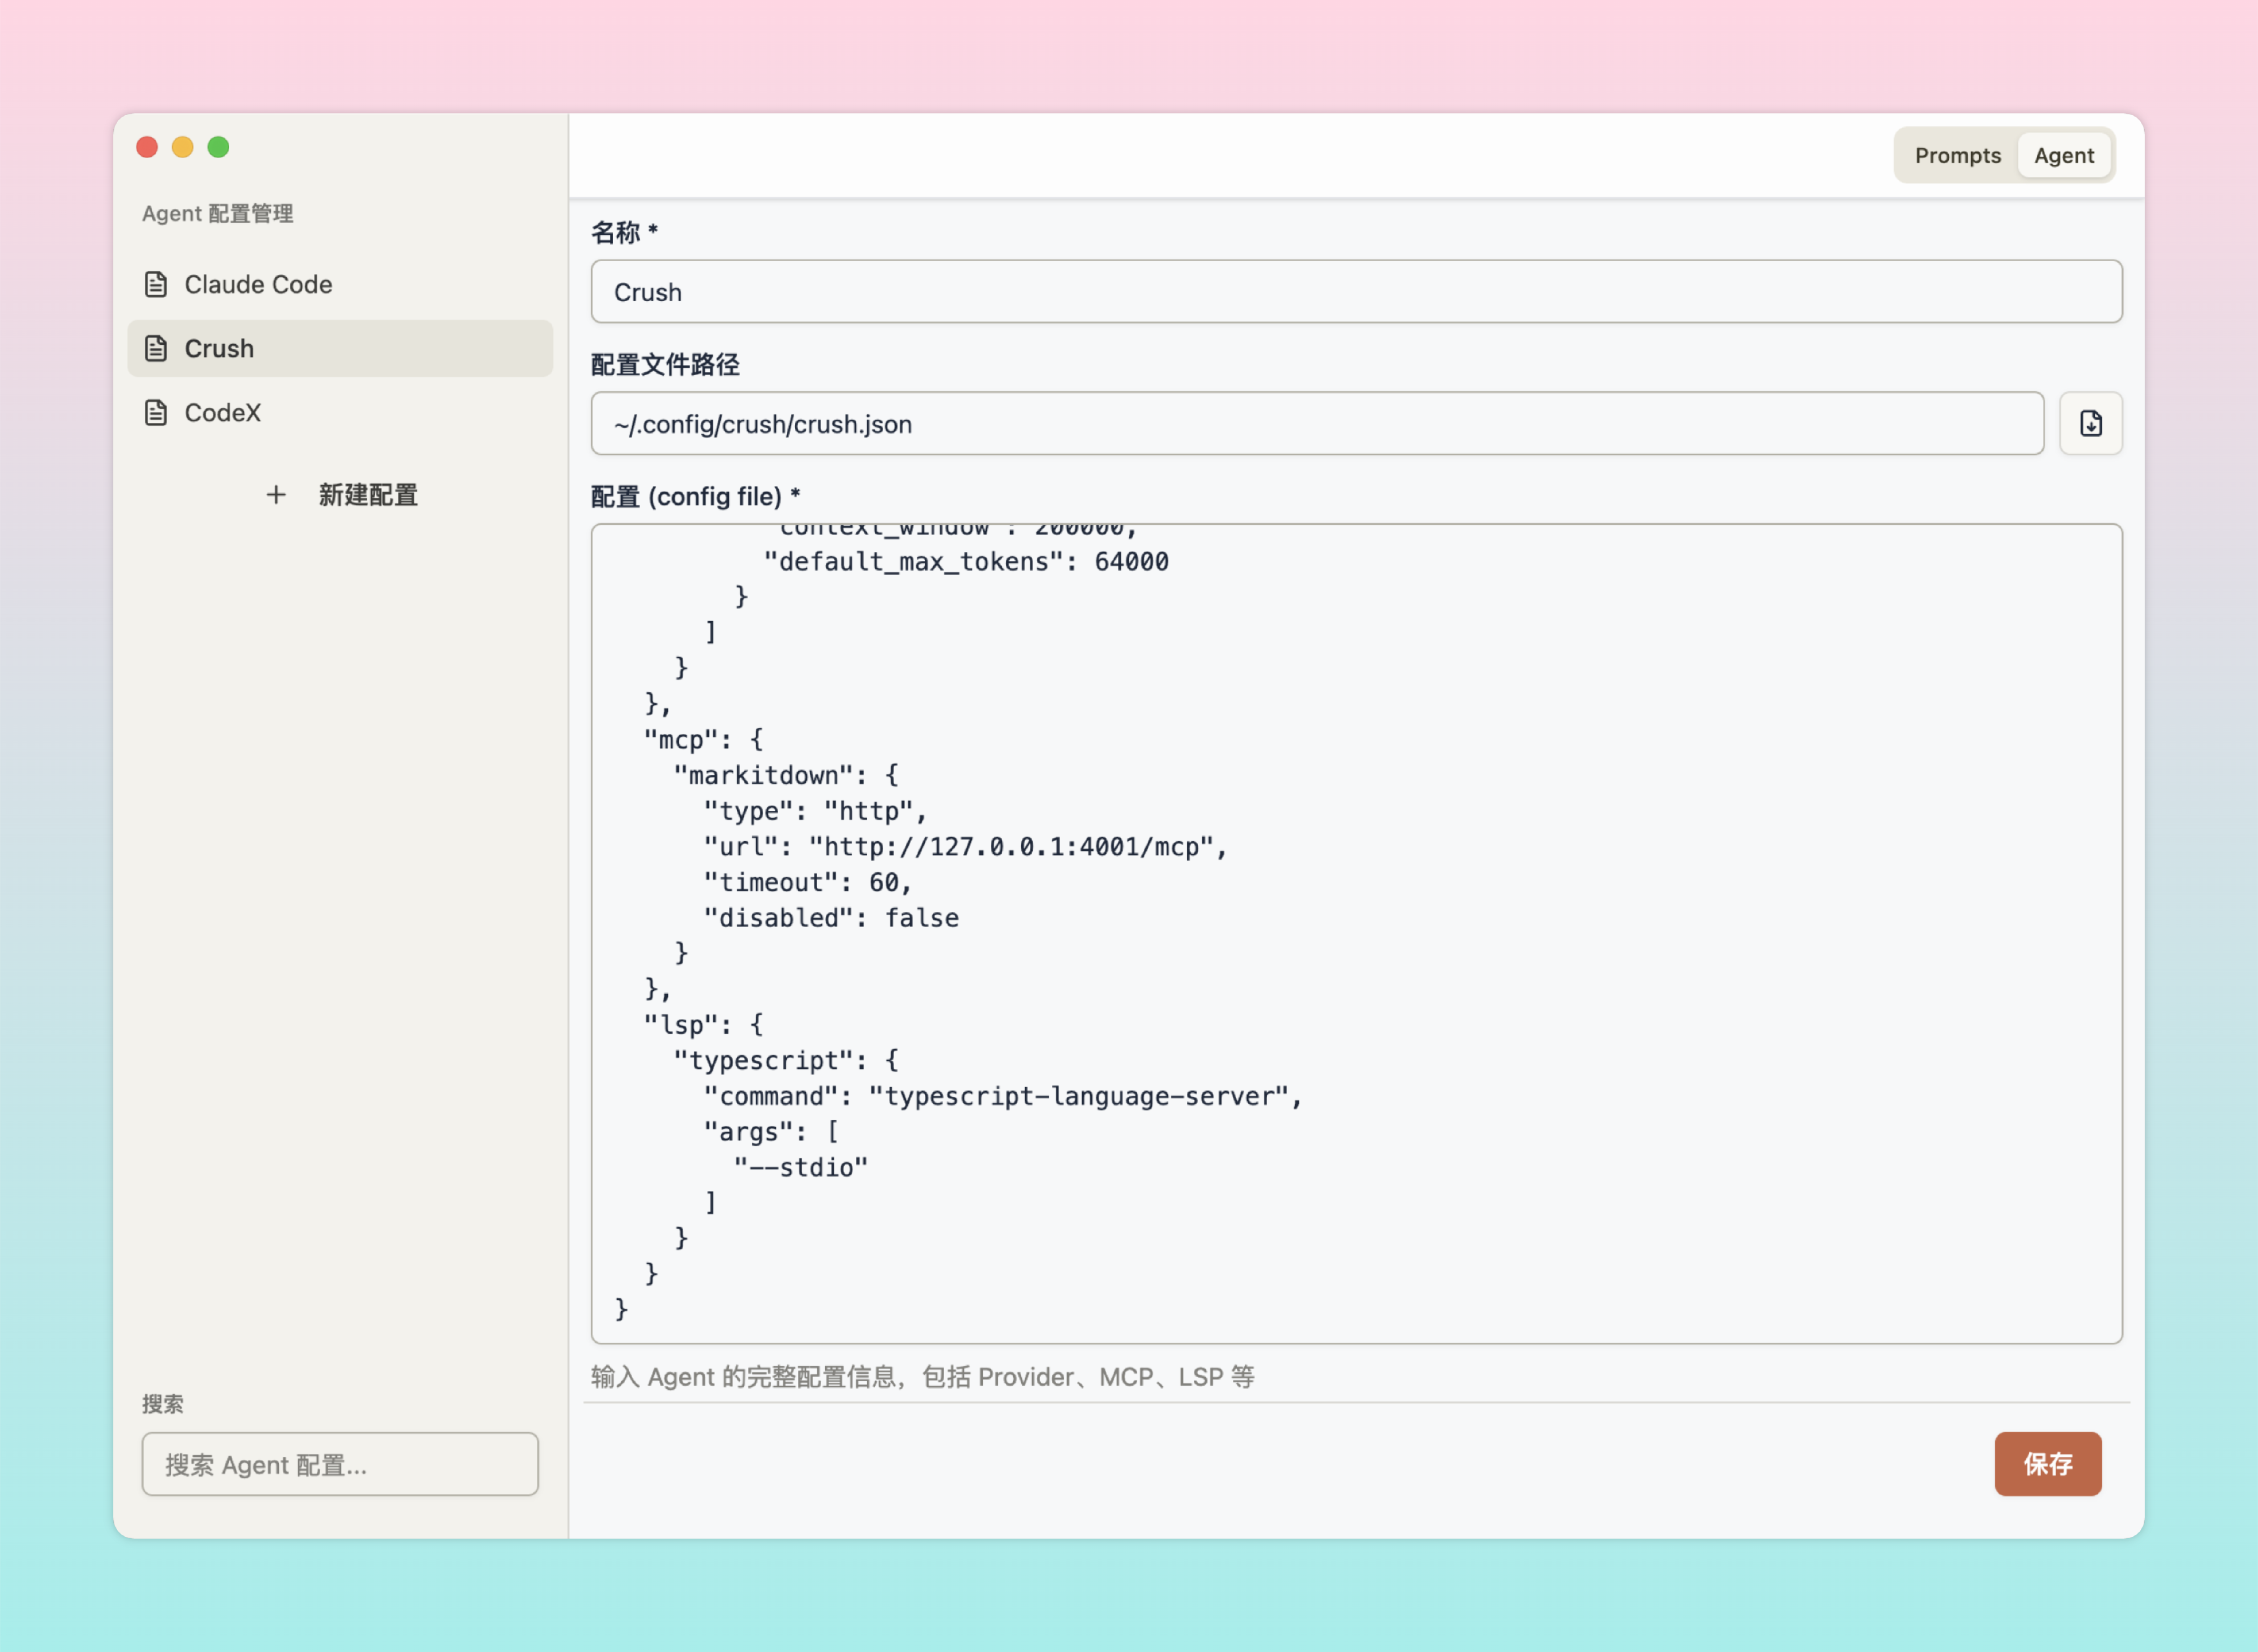 Agent 配置管理
Claude Code
Crush
CodeX
+ 新建配置
搜索
搜索 Agent 配置...
Prompts
Agent
名称 *
Crush
配置文件路径
~/.config/crush/crush.json
配置 (config file) *
"context_window": 200000,
"default_max_tokens": 64000
}
]
}
},
"mcp": {
"markitdown": {
"type": "http",
"url": "http://127.0.0.1:4001/mcp",
"timeout": 60,
"disabled": false
}
},
"lsp": {
"typescript": {
"command": "typescript-language-server",
"args": [
"--stdio"
]
}
}
}
输入 Agent 的完整配置信息，包括 Provider、MCP、LSP 等
保存